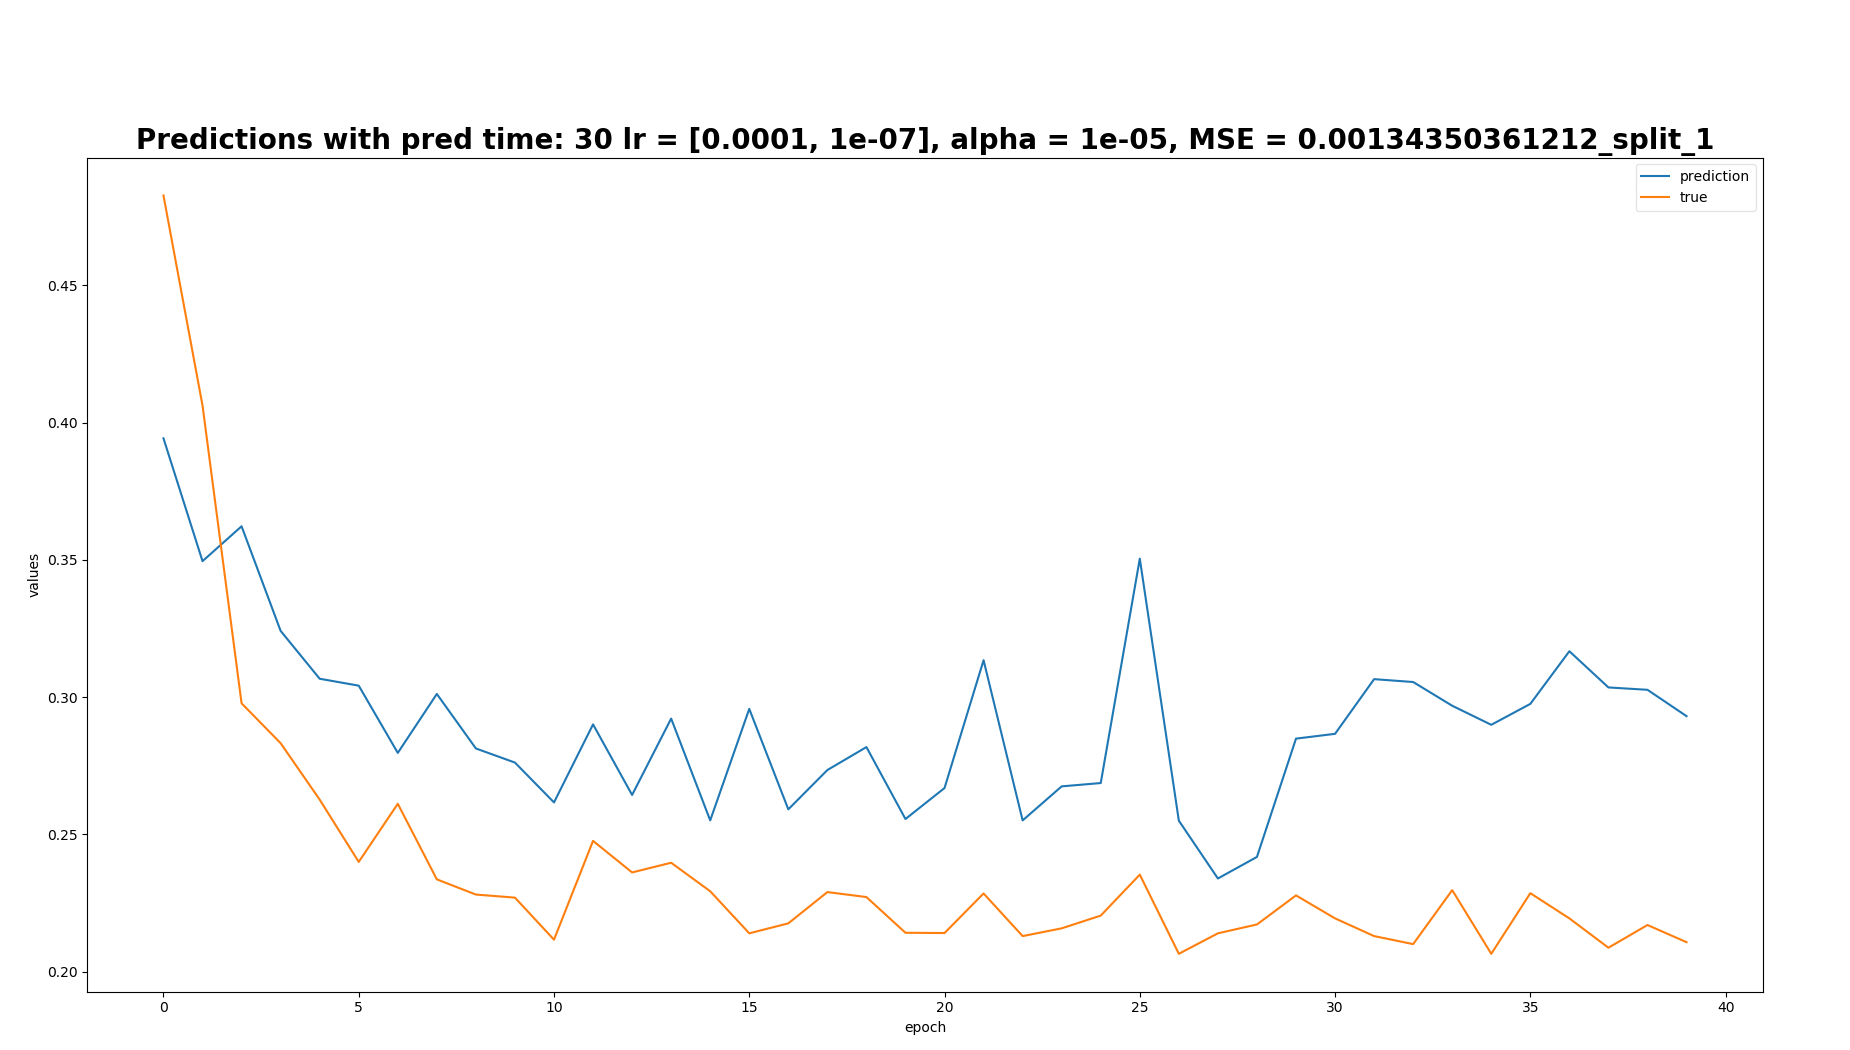 Predictions with pred time: 30 lr = [0.0001, 1e-07], alpha = 1e-05, MSE = 0.00134350361212_split_1
prediction
true
values
0.45
0.40
0.35
0.30
0.25
0.20
0 5 10 15 20 25 30 35 40
epoch